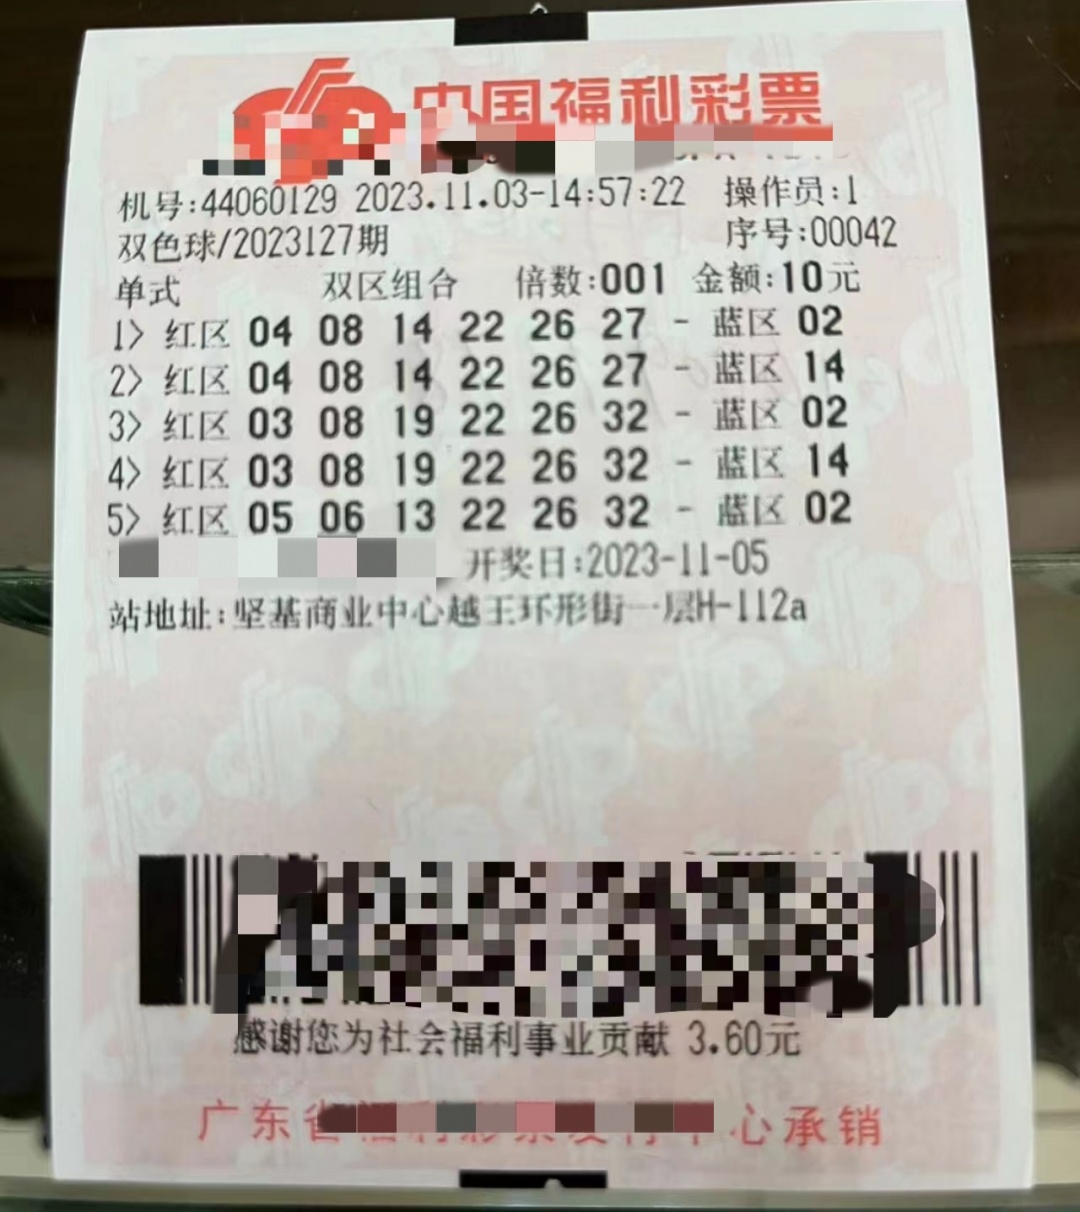 中国福利彩票
机号:44060129 2023.11.03-14:57:22 操作员:1
双色球/2023127期 序号:00042
单式 双区组合 倍数:001 金额:10元
1> 红区 04 08 14 22 26 27 - 蓝区 02
2> 红区 04 08 14 22 26 27 - 蓝区 14
3> 红区 03 08 19 22 26 32 - 蓝区 02
4> 红区 03 08 19 22 26 32 - 蓝区 14
5> 红区 05 06 13 22 26 32 - 蓝区 02
开奖日:2023-11-05
站地址:坚基商业中心越王环形街一层H-112a
感谢您为社会福利事业贡献 3.60元
广东省福利彩票发行中心承销